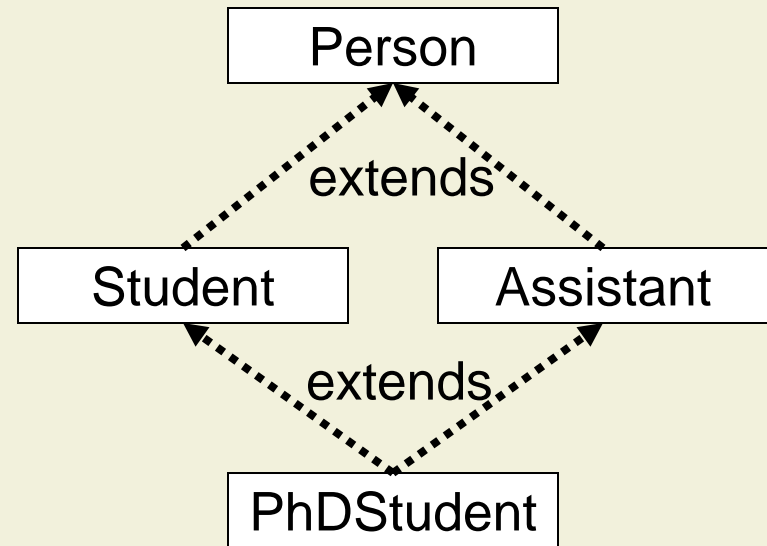 Person
extends
Student
Assistant
extends
PhDStudent